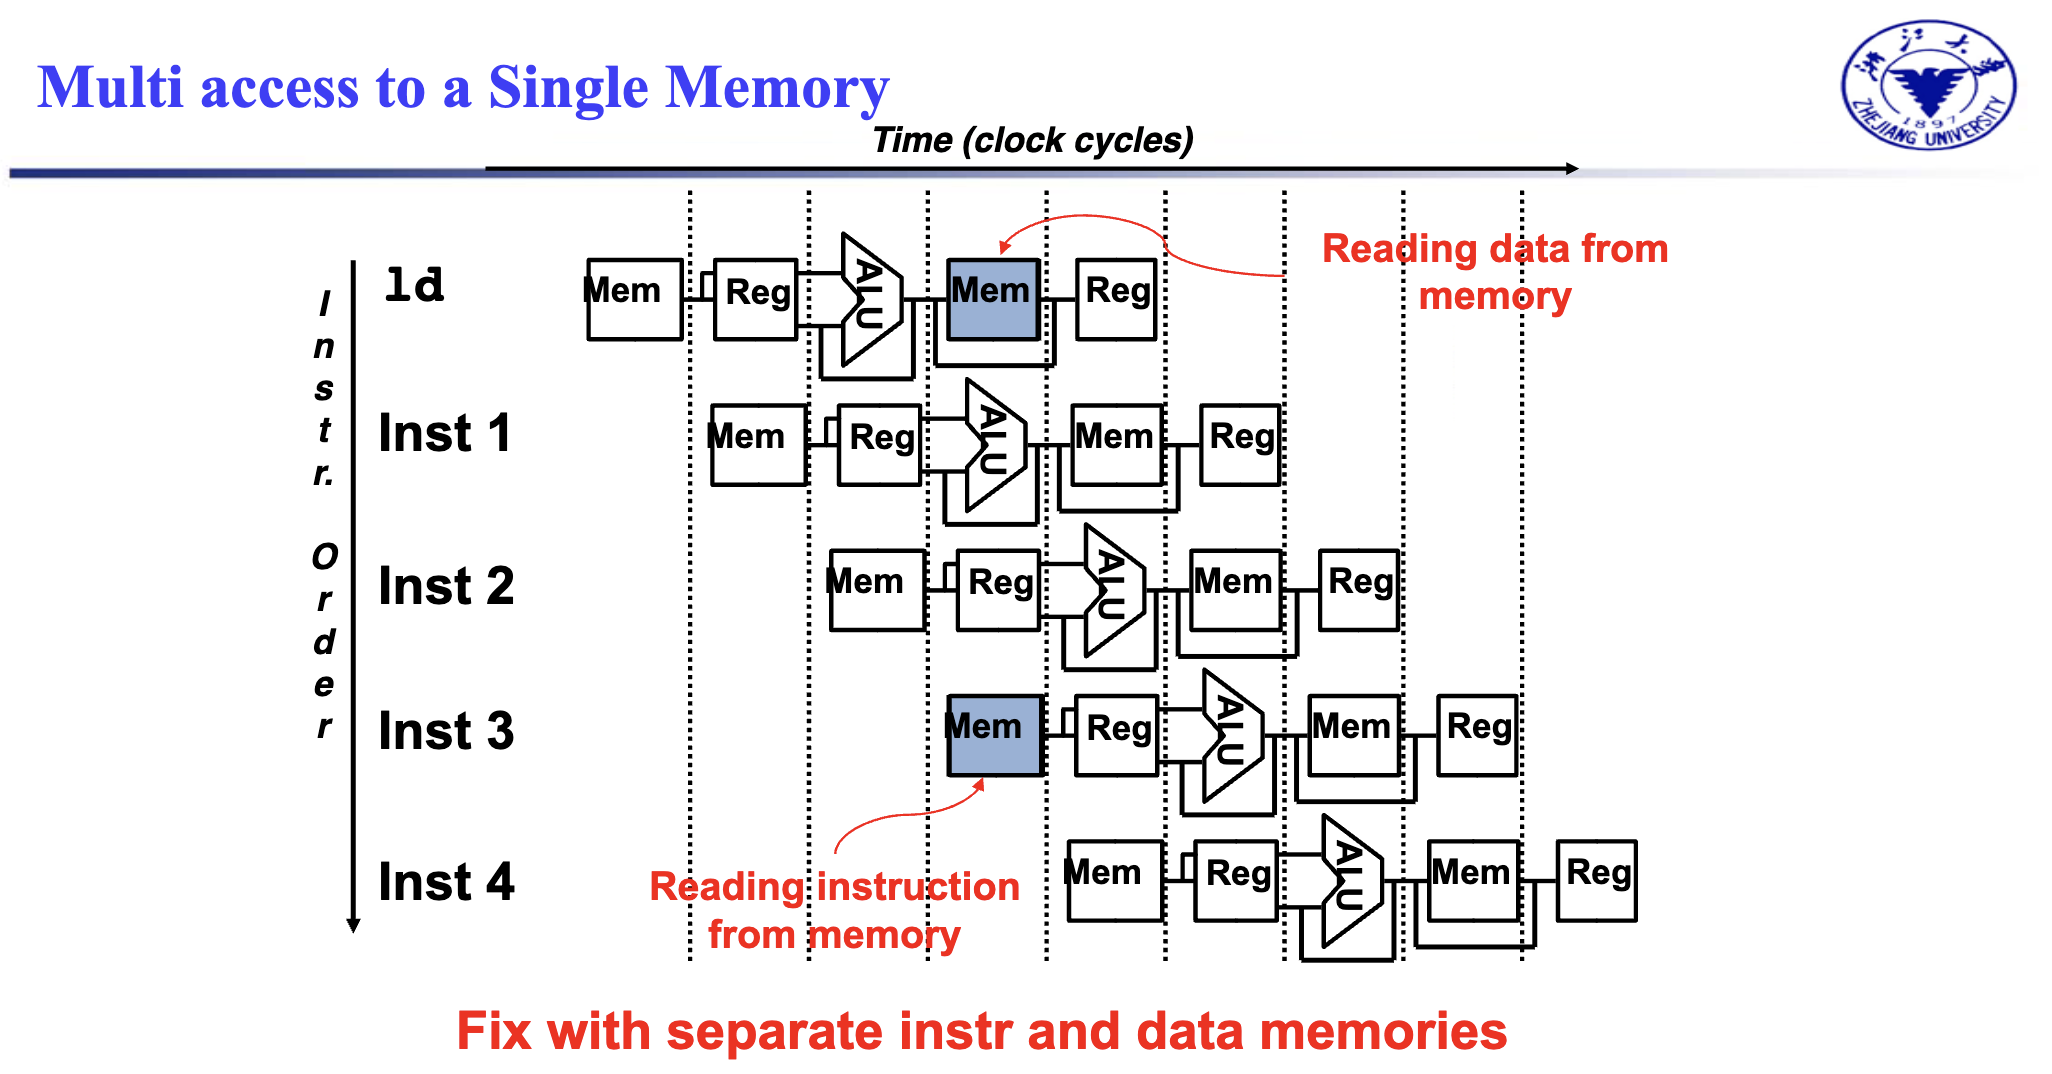 Multi access to a Single Memory
浙江大学
ZHEJIANG UNIVERSITY
1897
Time (clock cycles)
Instr. Order
ld
Mem Reg ALU Mem Reg
Reading data from
memory
Inst 1
Mem Reg ALU Mem Reg
Inst 2
Mem Reg ALU Mem Reg
Inst 3
Mem Reg ALU Mem Reg
Inst 4
Mem Reg ALU Mem Reg
Reading instruction
from memory
Fix with separate instr and data memories